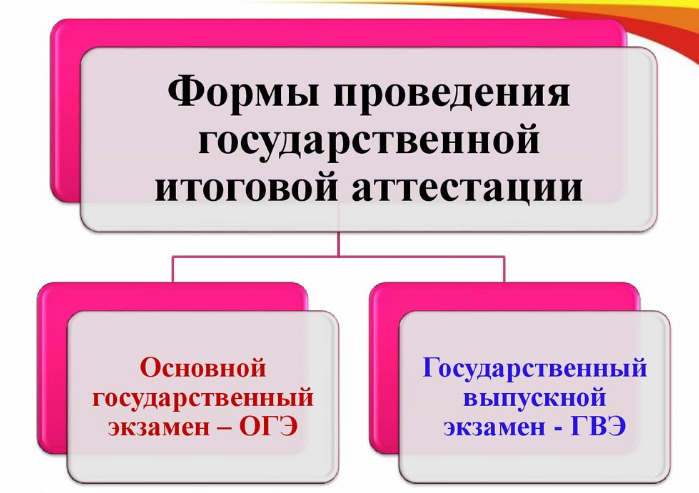 Формы проведения
государственной
итоговой аттестации
Основной
государственный
экзамен – ОГЭ
Государственный
выпускной
экзамен - ГВЭ